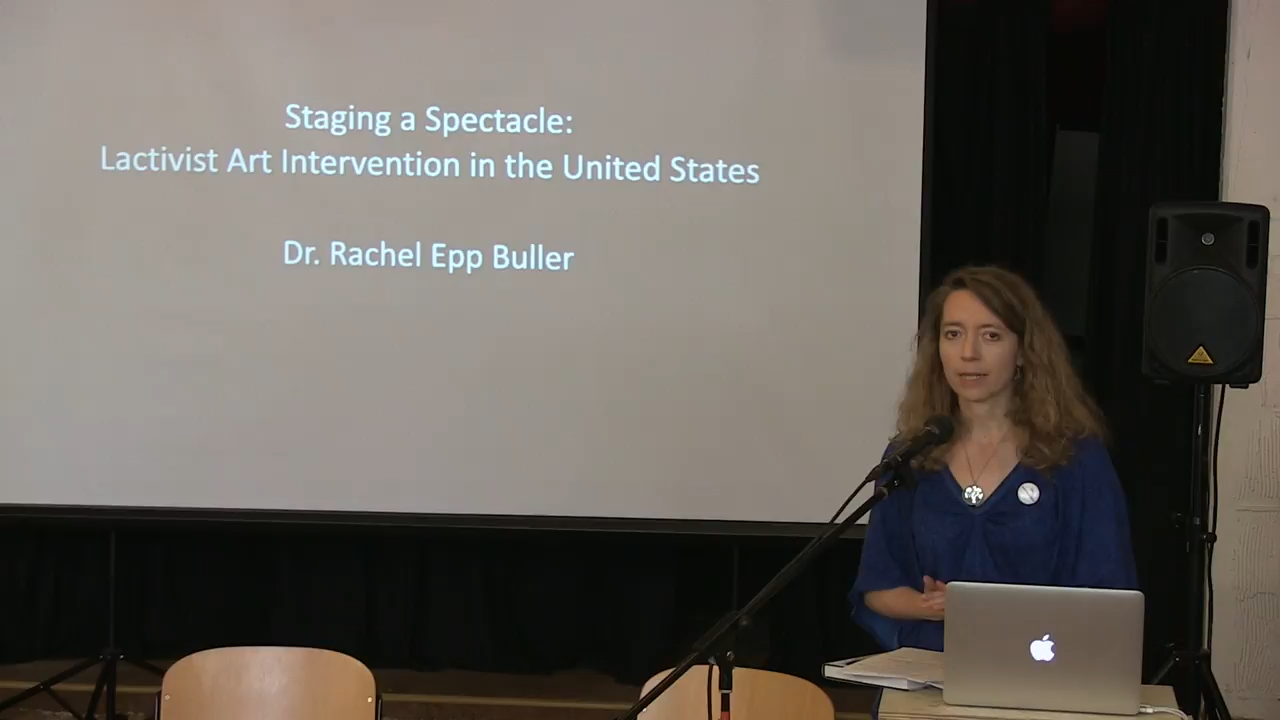 Staging a Spectacle:
Lactivist Art Intervention in the United States
Dr. Rachel Epp Buller